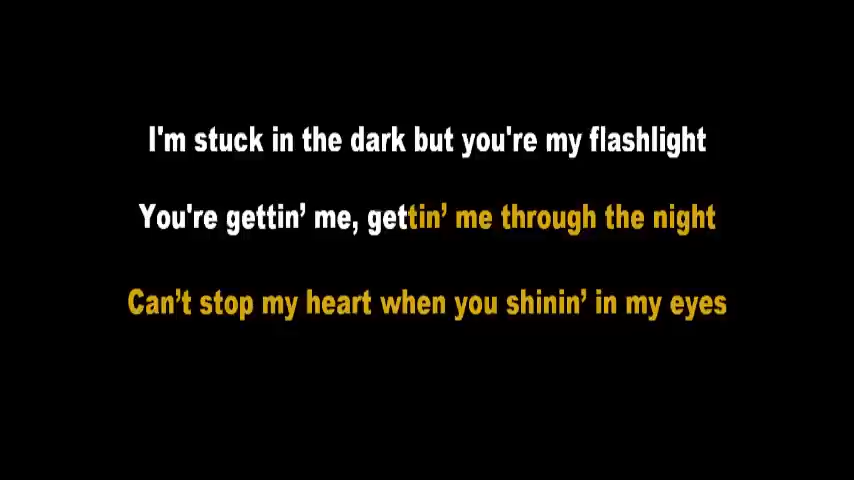 I'm stuck in the dark but you're my flashlight
You're gettin’ me, gettin’ me through the night
Can’t stop my heart when you shinin’ in my eyes